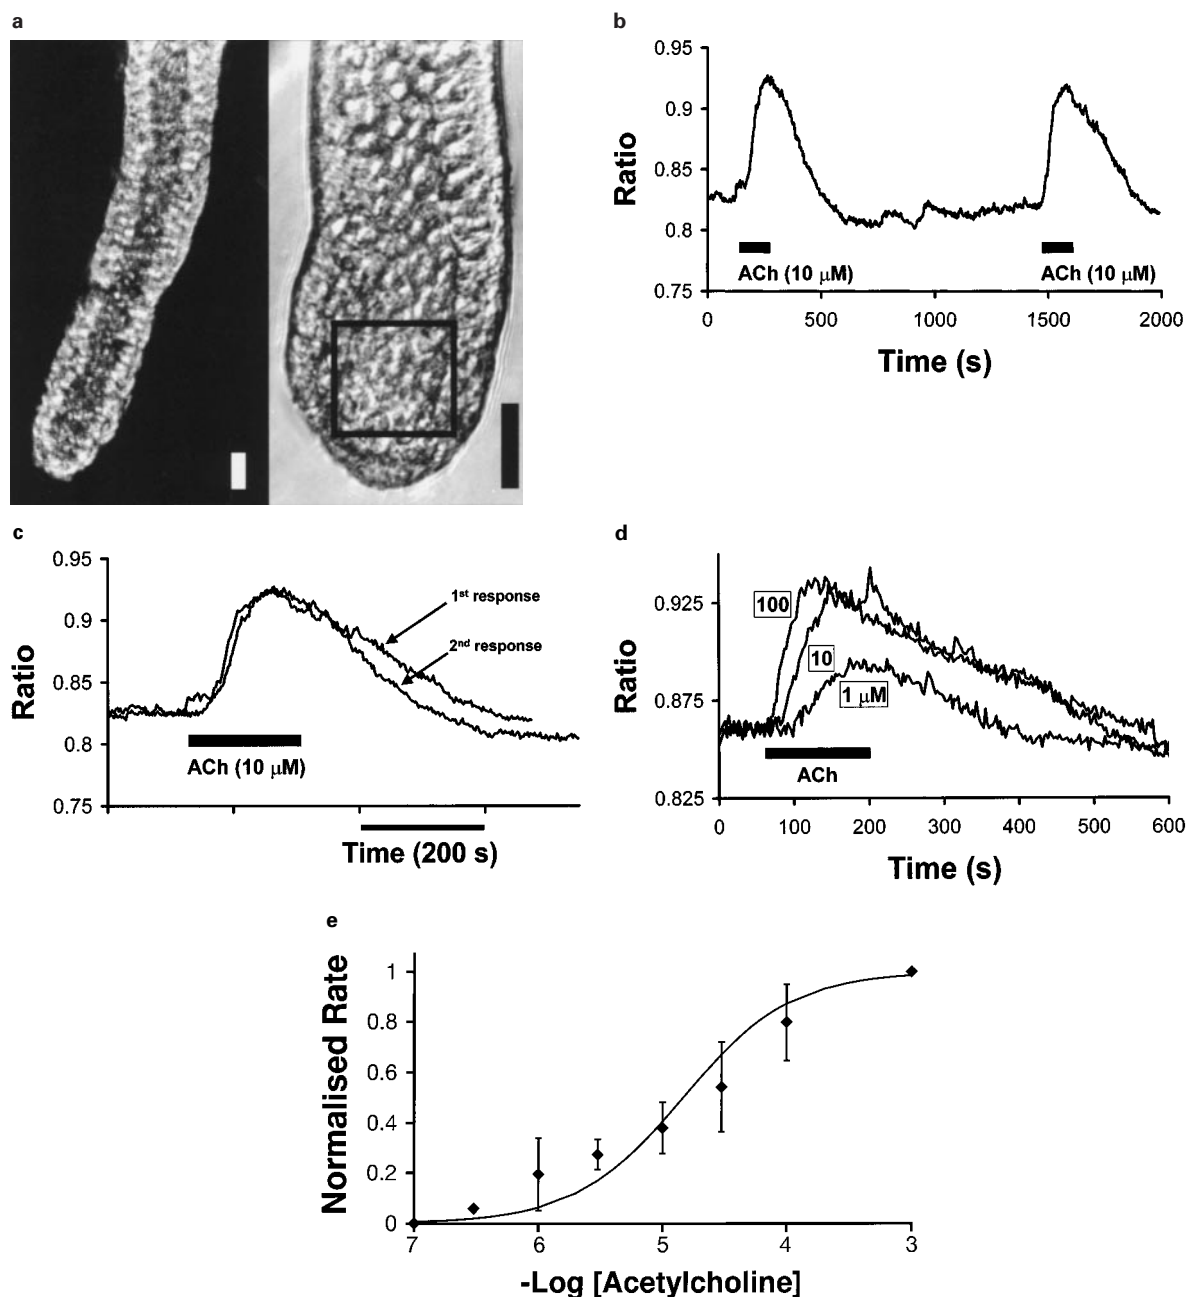 a
b
0.95
0.9
0.85
0.8
0.75
Ratio
ACh (10 μM)
ACh (10 μM)
0
500
1000
1500
2000
Time (s)
c
0.95
0.9
0.85
0.8
0.75
Ratio
1st response
2nd response
ACh (10 μM)
Time (200 s)
d
0.925
0.875
0.825
Ratio
100
10
1 μM
ACh
0
100
200
300
400
500
600
Time (s)
e
1
0.8
0.6
0.4
0.2
0
Normalised Rate
7
6
5
4
3
-Log [Acetylcholine]